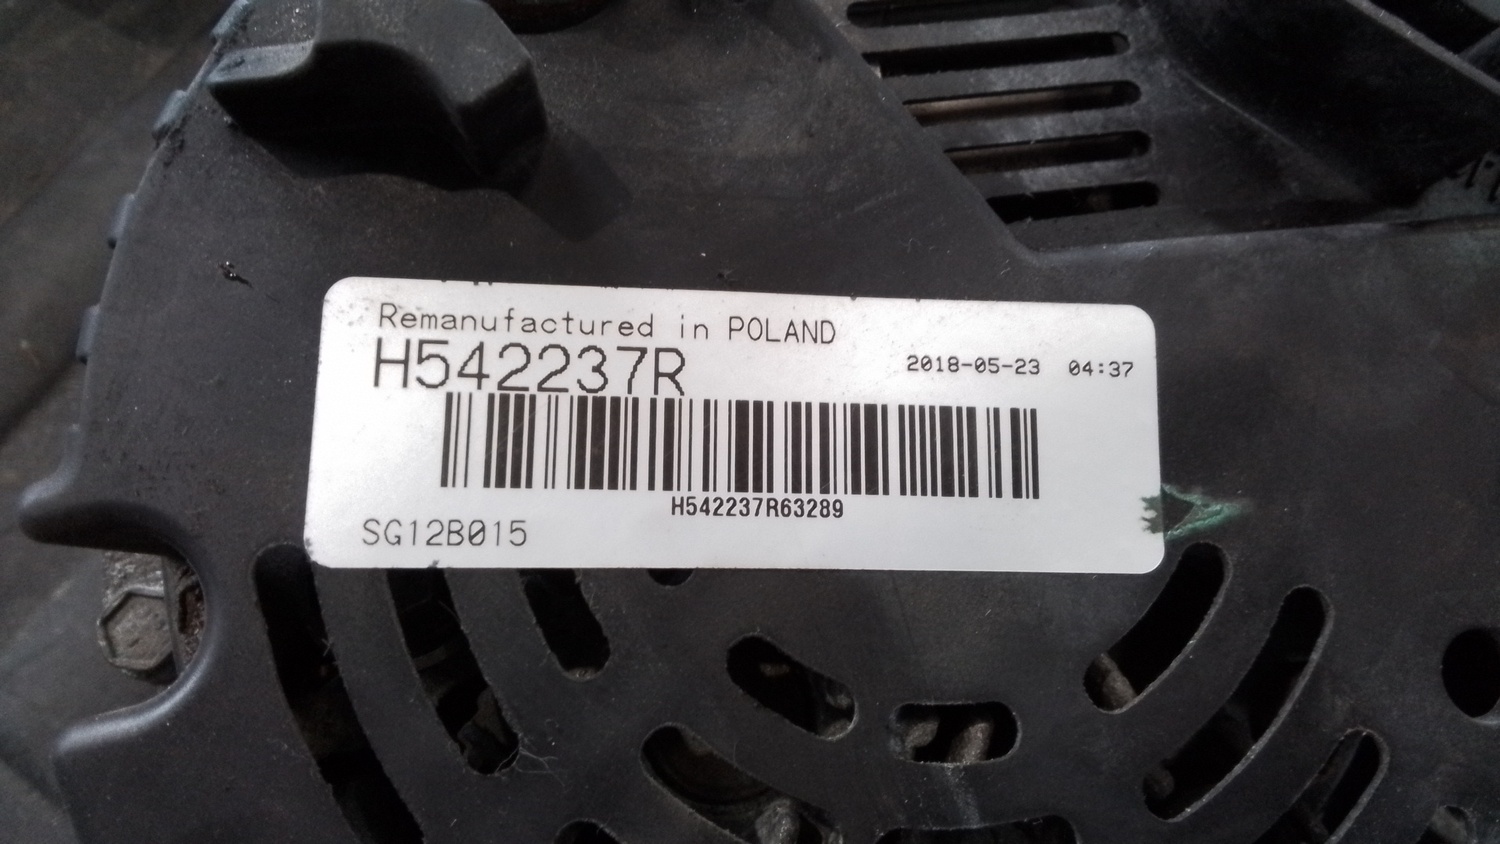 Remanufactured in POLAND
H542237R
2018-05-23 04:37
H542237R63289
SG12B015